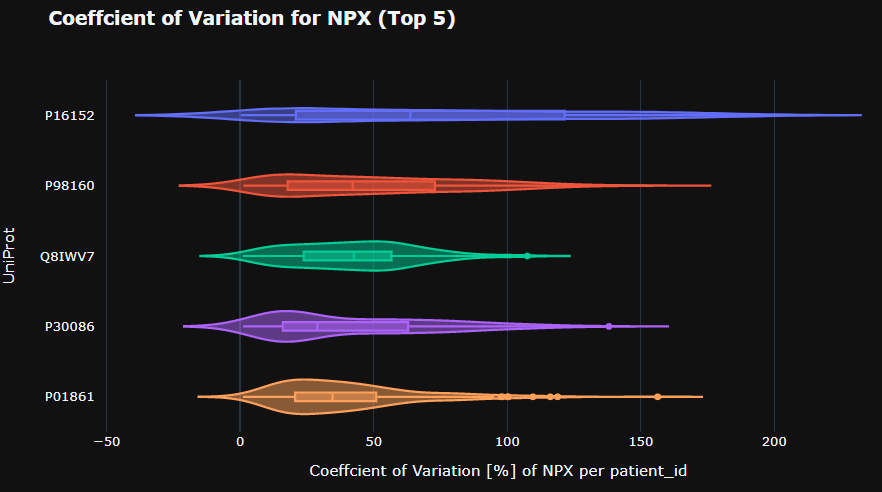 Coeffcient of Variation for NPX (Top 5)
UniProt
P16152
P98160
Q8IWV7
P30086
P01861
−50 0 50 100 150 200
Coeffcient of Variation [%] of NPX per patient_id